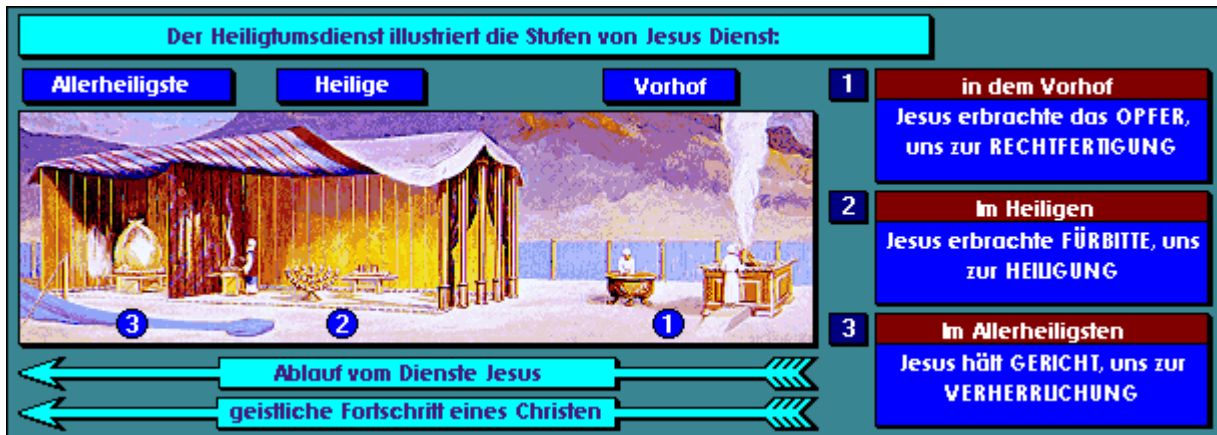 Der Heiligtumsdienst illustriert die Stufen von Jesus Dienst:
Allerheiligste
Heilige
Vorhof
3
2
1
Ablauf vom Dienste Jesus
geistliche Fortschritt eines Christen
1
in dem Vorhof
Jesus erbrachte das OPFER,
uns zur RECHTFERTIGUNG
2
Im Heiligen
Jesus erbrachte FÜRBITTE, uns
zur HEILIGUNG
3
Im Allerheiligsten
Jesus hält GERICHT, uns zur
VERHERRLICHUNG